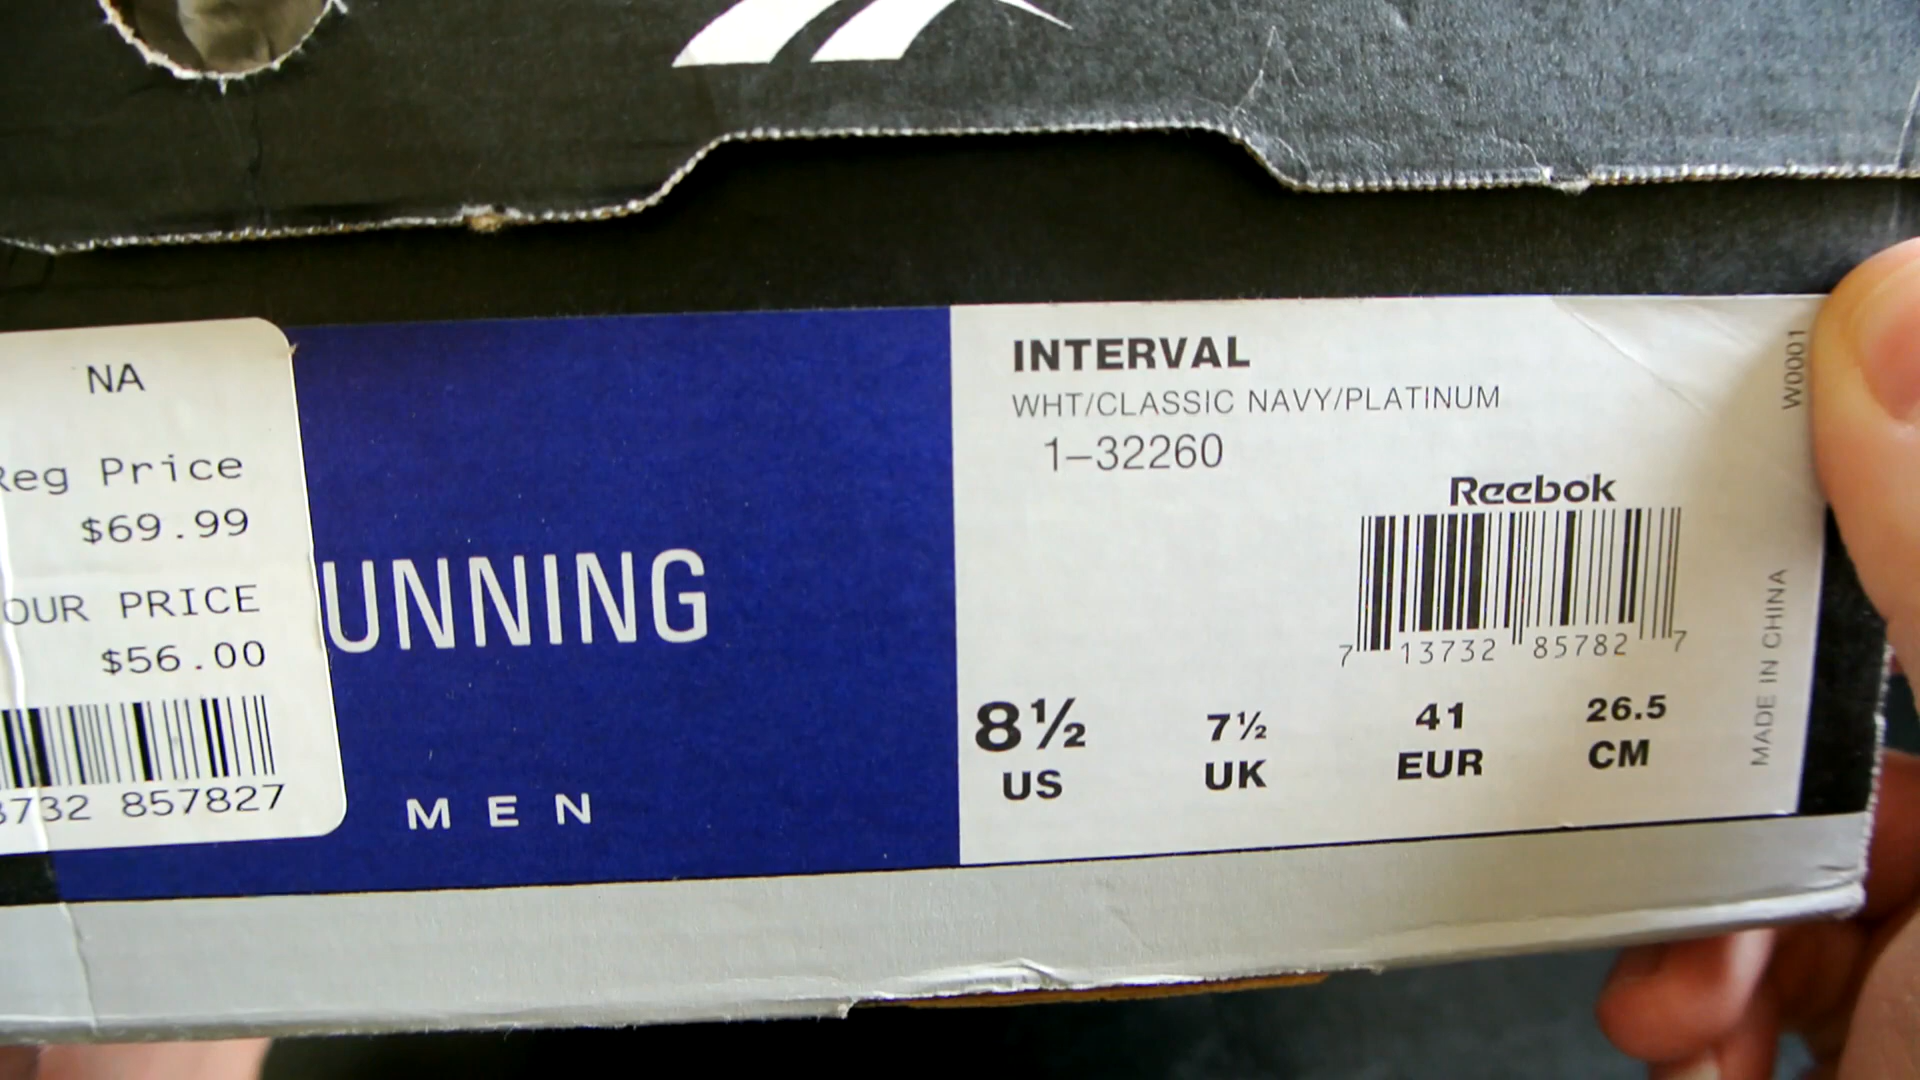 NA
Reg Price
$69.99
OUR PRICE
$56.00
3732 857827
UNNING
MEN
INTERVAL
WHT/CLASSIC NAVY/PLATINUM
1-32260
Reebok
7 13732 85782 7
8½ 7½ 41 26.5
US UK EUR CM
W0001
MADE IN CHINA